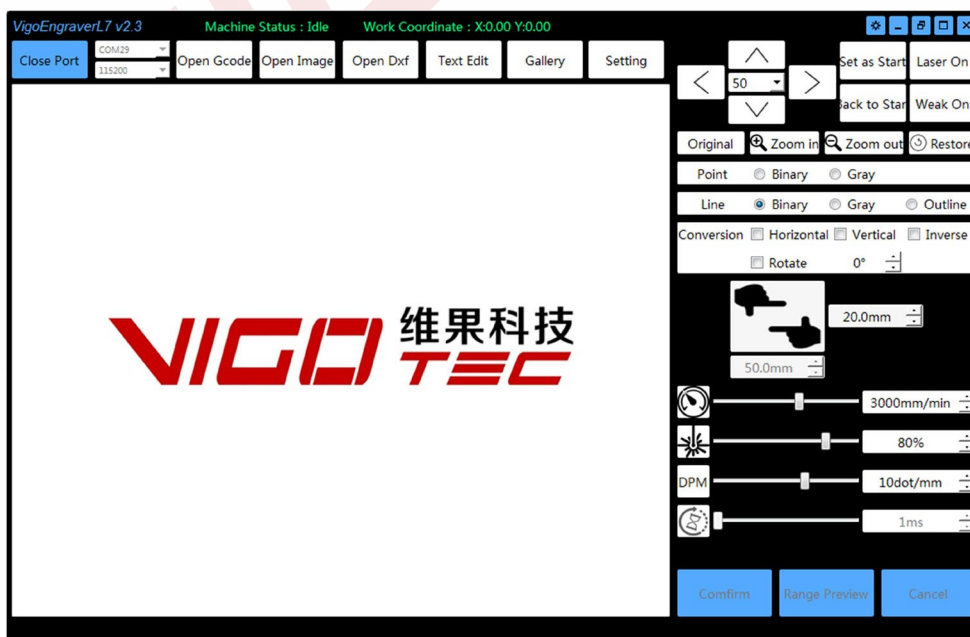 VigoEngraverL7 v2.3 Machine Status : Idle Work Coordinate : X:0.00 Y:0.00
Close Port COM29 115200 Open Gcode Open Image Open Dxf Text Edit Gallery Setting
50 Set as Start Laser On
Back to Star Weak On
Original Zoom in Zoom out Restore
Point Binary Gray
Line Binary Gray Outline
Conversion Horizontal Vertical Inverse
Rotate 0°
20.0mm
50.0mm
VIGO 维果科技
TEC
3000mm/min
80%
DPM 10dot/mm
1ms
Comfirm Range Preview Cancel